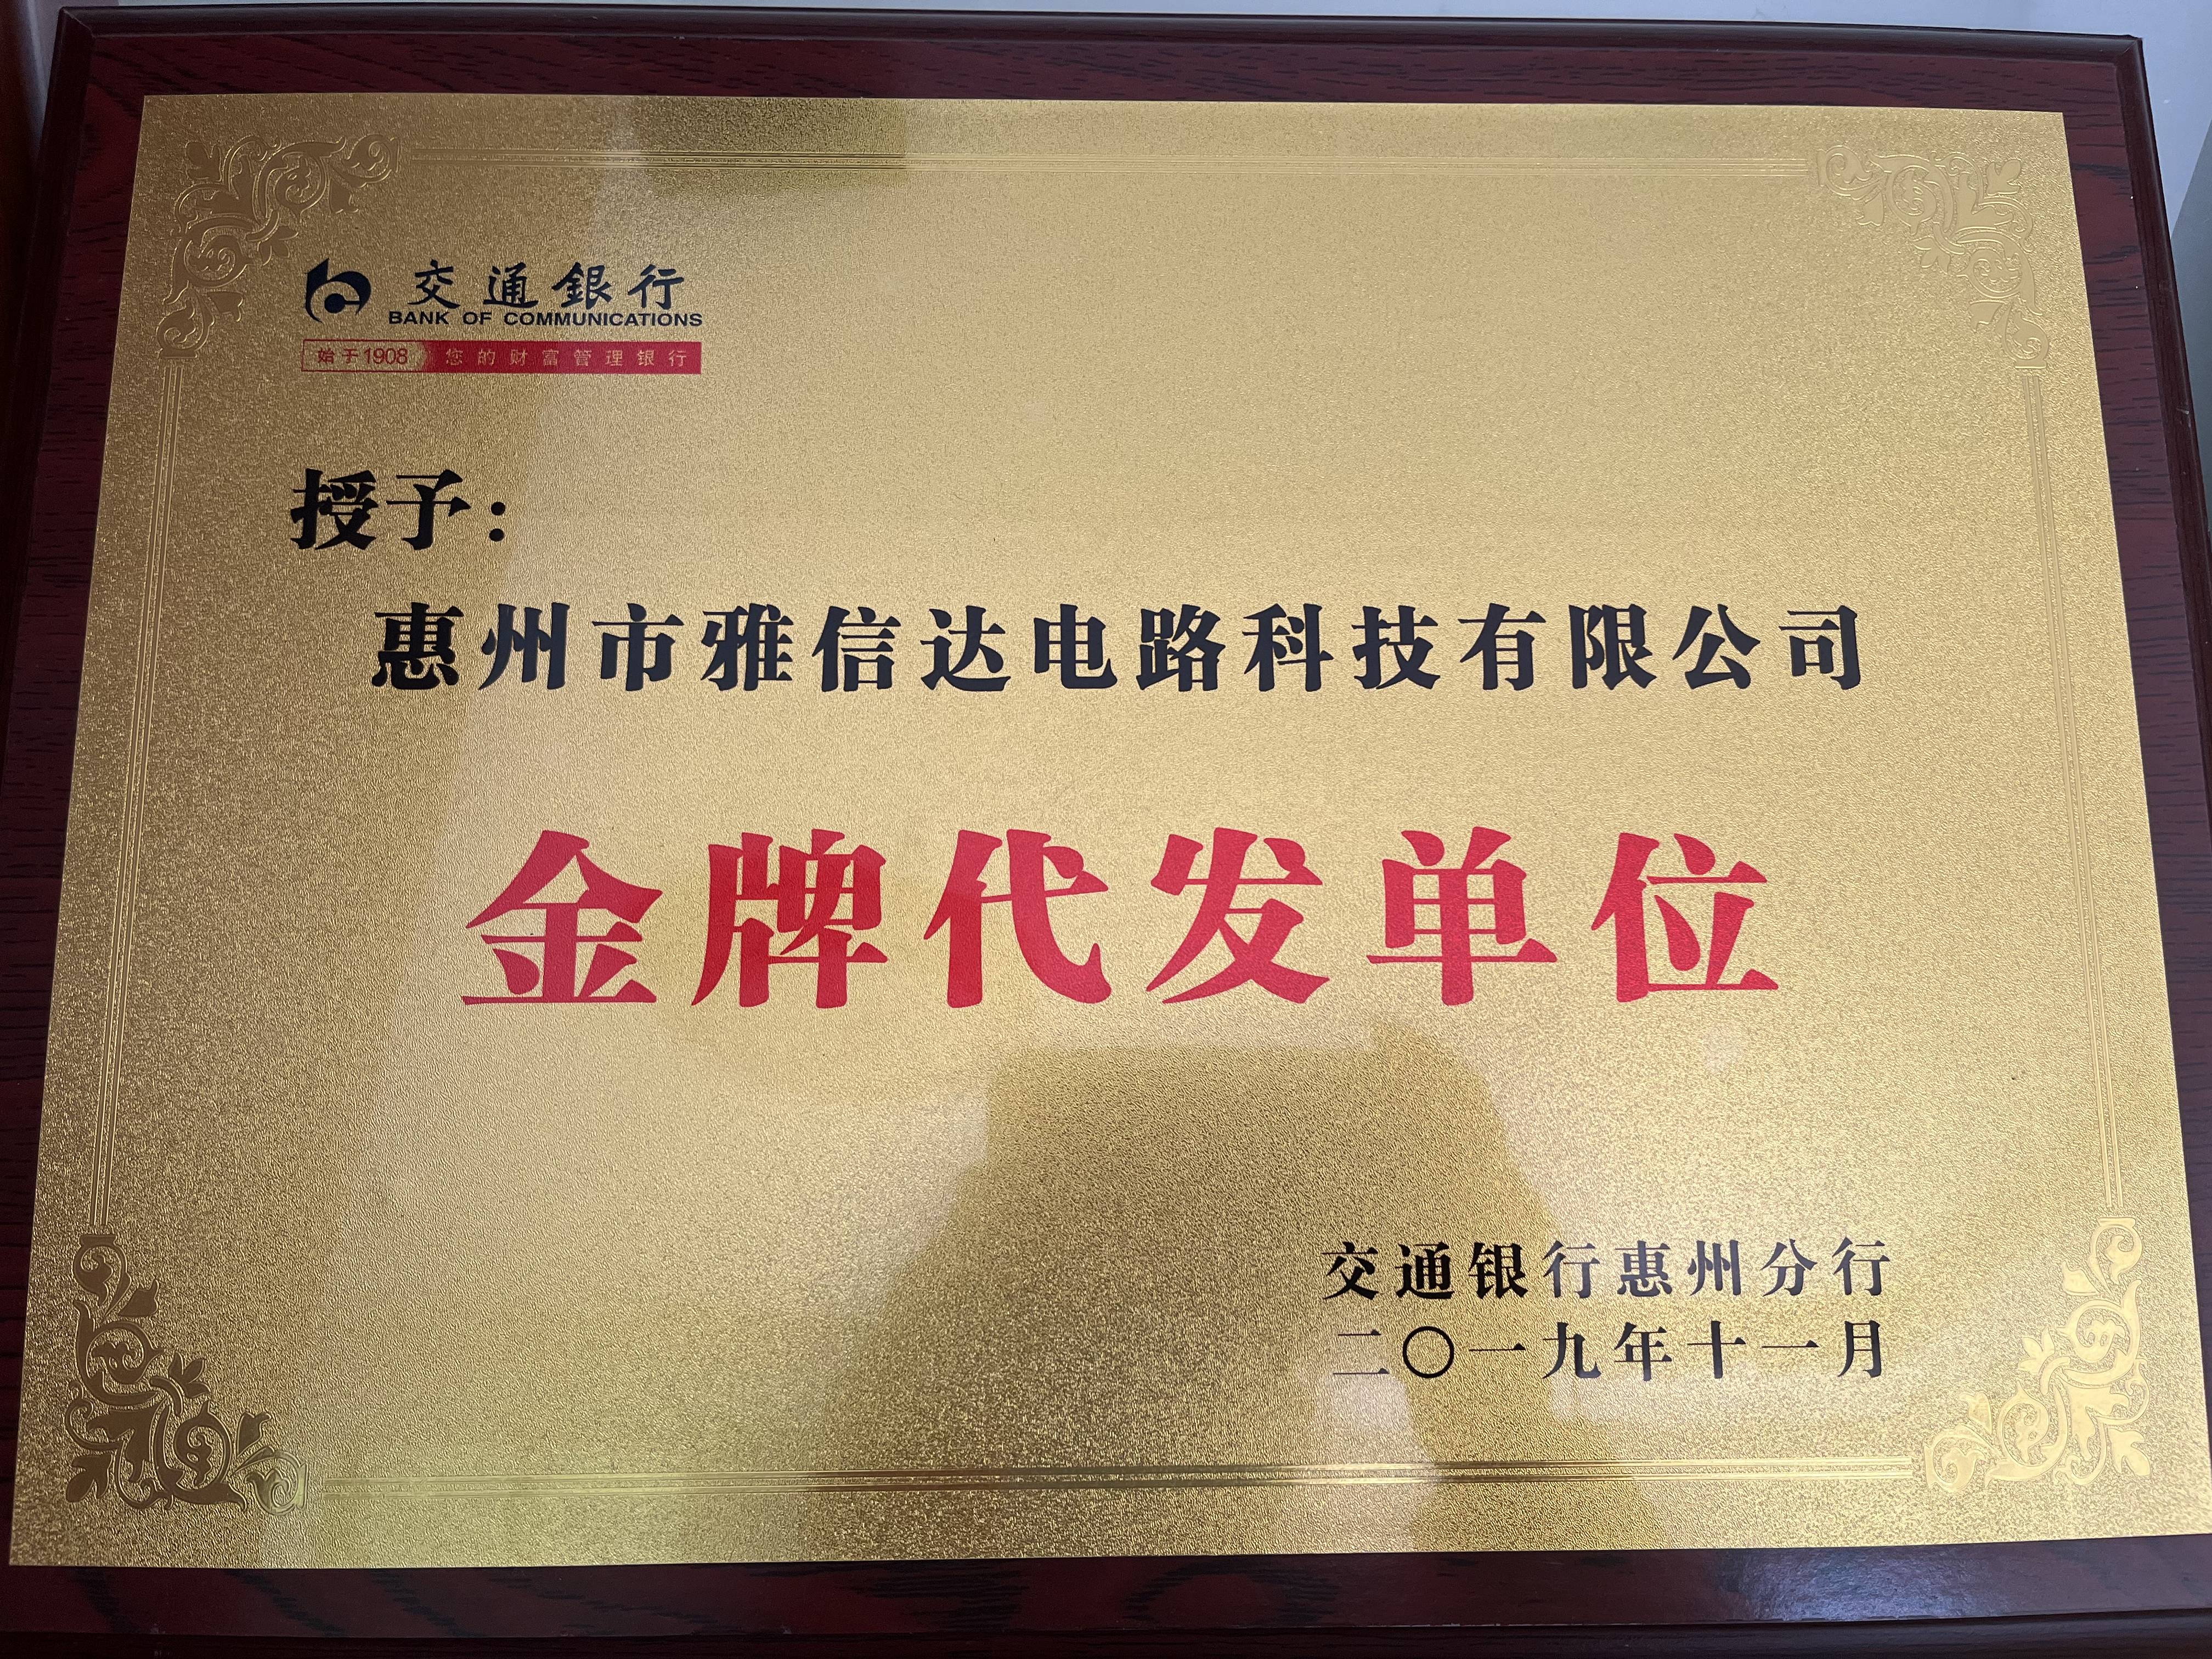 交通銀行
BANK OF COMMUNICATIONS
始于1908 您的财富管理银行
授予：
惠州市雅信达电路科技有限公司
金牌代发单位
交通银行惠州分行
二〇一九年十一月